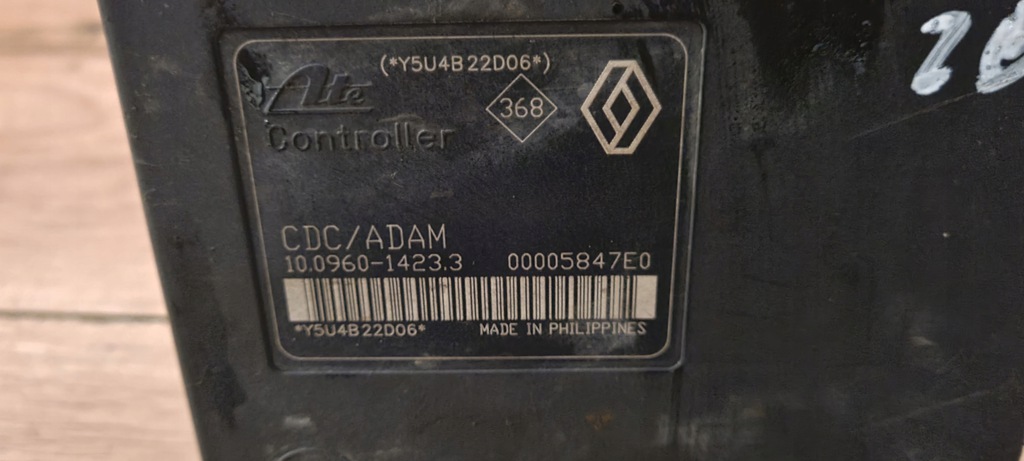 (*Y5U4B22D06*)
Ate
368
Controller
CDC/ADAM
10.0960-1423.3 00005847E0
*Y5U4B22D06* MADE IN PHILIPPINES